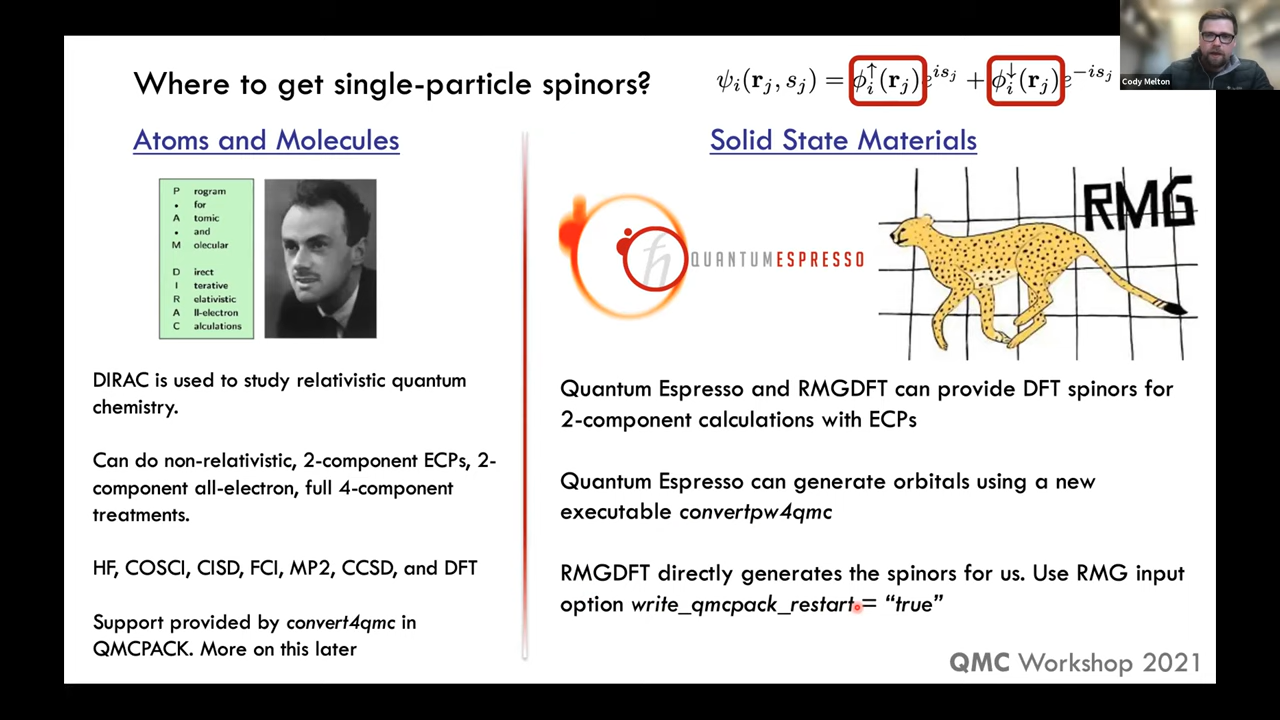 Where to get single-particle spinors?
ψᵢ(rⱼ, sⱼ) = ϕᵢ↑(rⱼ)e^{isⱼ} + ϕᵢ↓(rⱼ)e^{-isⱼ}
Cody Melton
Atoms and Molecules
P rogram
• for
A tomic
• and
M olecular
D irect
I terative
R elativistic
A ll-electron
C alculations
DIRAC is used to study relativistic quantum
chemistry.
Can do non-relativistic, 2-component ECPs, 2-
component all-electron, full 4-component
treatments.
HF, COSCI, CISD, FCI, MP2, CCSD, and DFT
Support provided by convert4qmc in
QMCPACK. More on this later
Solid State Materials
ħ
QUANTUMESPRESSO
RMG
Quantum Espresso and RMGDFT can provide DFT spinors for
2-component calculations with ECPs
Quantum Espresso can generate orbitals using a new
executable convertpw4qmc
RMGDFT directly generates the spinors for us. Use RMG input
option write_qmcpack_restart = “true”
QMC Workshop 2021